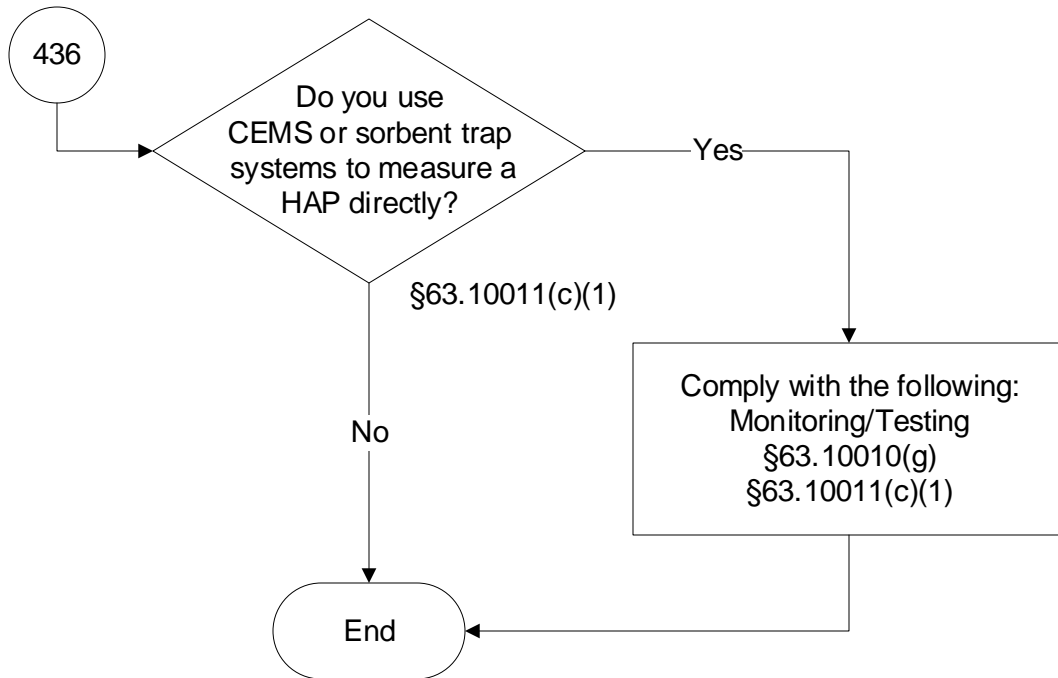 436
Do you use
CEMS or sorbent trap
systems to measure a
HAP directly?
Yes
§63.10011(c)(1)
Comply with the following:
Monitoring/Testing
§63.10010(g)
§63.10011(c)(1)
No
End